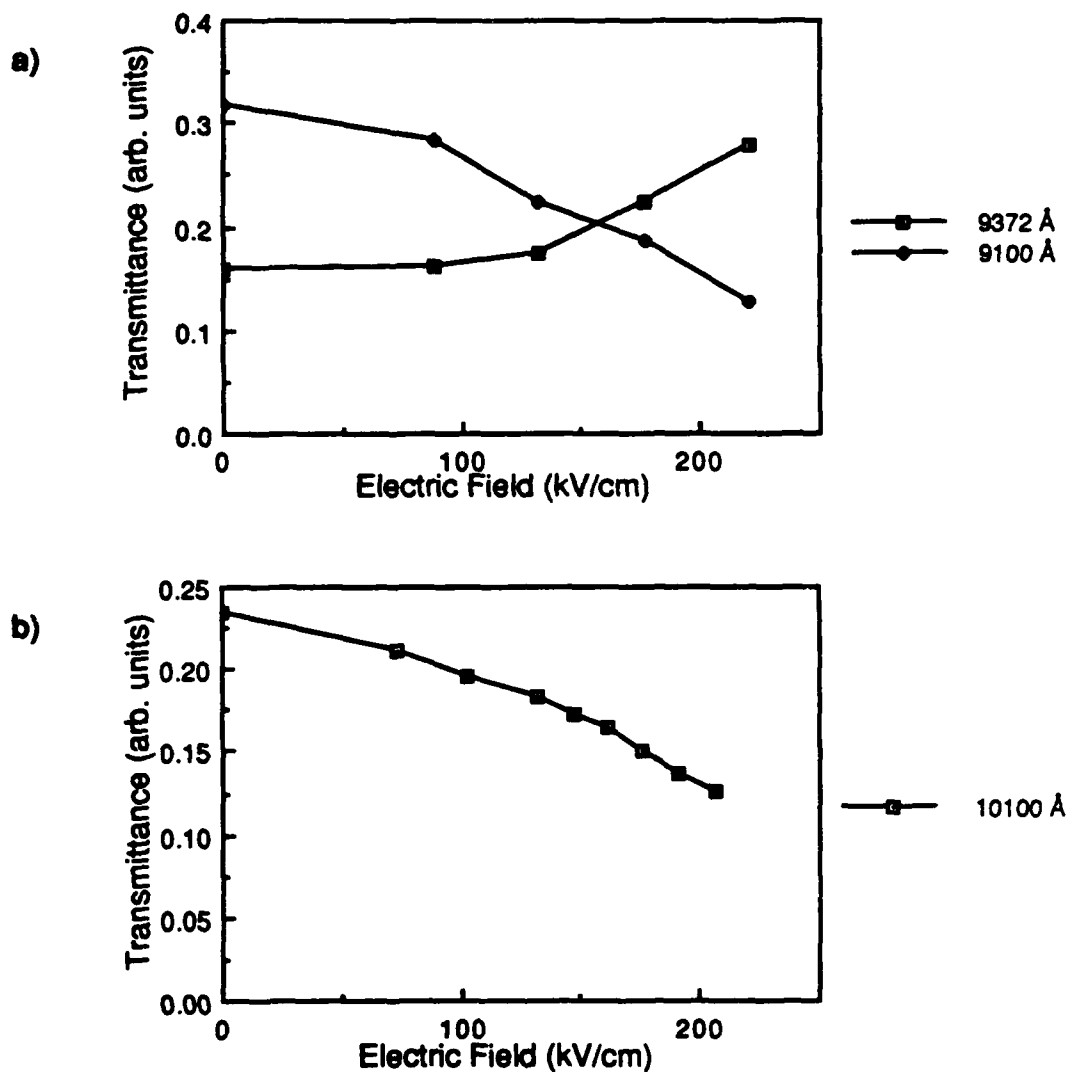 a)
Transmittance (arb. units)
0.4
0.3
0.2
0.1
0.0
0 100 200
Electric Field (kV/cm)
9372 Å
9100 Å
b)
Transmittance (arb. units)
0.25
0.20
0.15
0.10
0.05
0.00
0 100 200
Electric Field (kV/cm)
10100 Å